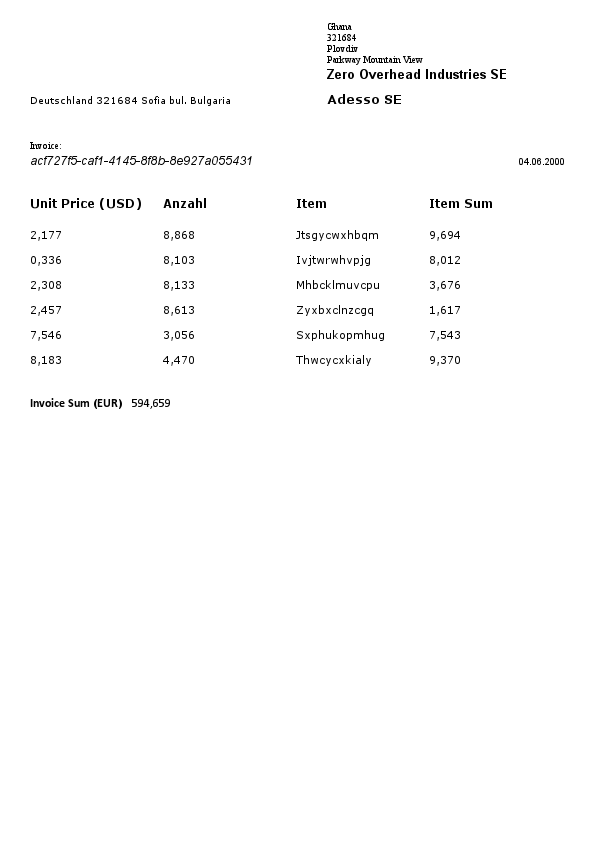 Ghana
321684
Plovdiv
Parkway Mountain View
Zero Overhead Industries SE
Deutschland 321684 Sofia bul. Bulgaria
Adesso SE
Invoice:
acf727f5-caf1-4145-8f8b-8e927a055431
04.06.2000
Unit Price (USD) Anzahl Item Item Sum
2,177 8,868 Jtsgycwxhbqm 9,694
0,336 8,103 Ivjtwrwhvpjg 8,012
2,308 8,133 Mhbcklmuvcpu 3,676
2,457 8,613 Zyxbxclnzcgq 1,617
7,546 3,056 Sxphukopmhug 7,543
8,183 4,470 Thwcycxkialy 9,370
Invoice Sum (EUR) 594,659